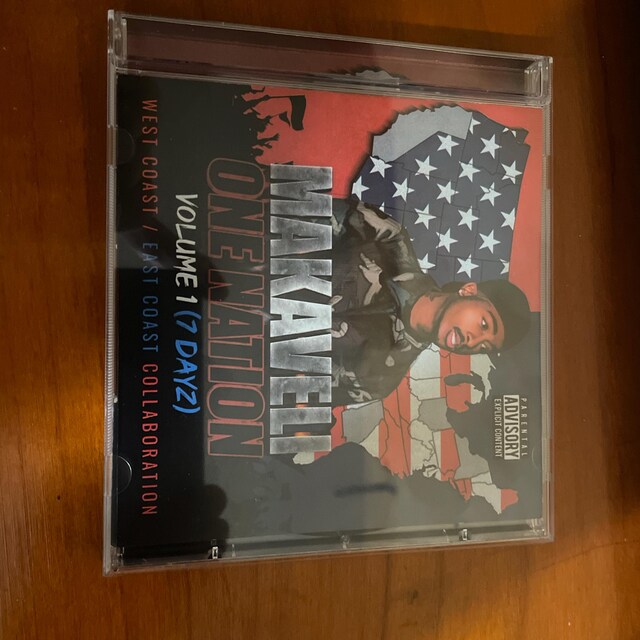 PARENTAL
ADVISORY
EXPLICIT CONTENT
MAKAVELI
ONE NATION
VOLUME 1 (7 DAYZ)
WEST COAST / EAST COAST COLLABORATION